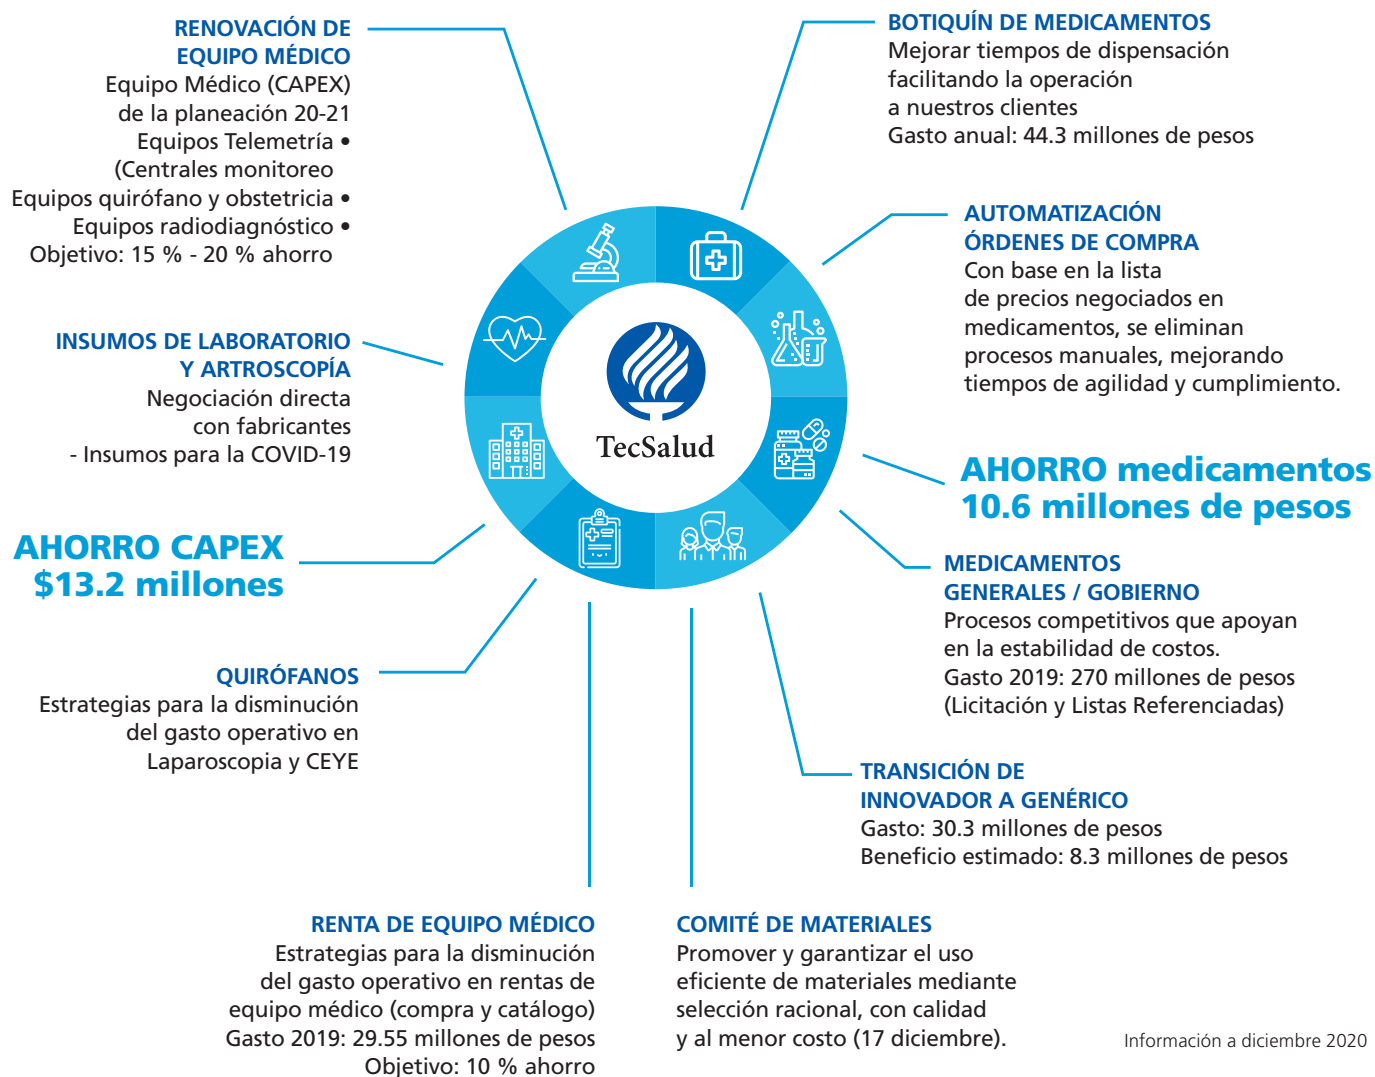 RENOVACIÓN DE
EQUIPO MÉDICO
Equipo Médico (CAPEX)
de la planeación 20-21
Equipos Telemetría •
(Centrales monitoreo
Equipos quirófano y obstetricia •
Equipos radiodiagnóstico •
Objetivo: 15 % - 20 % ahorro
INSUMOS DE LABORATORIO
Y ARTROSCOPÍA
Negociación directa
con fabricantes
- Insumos para la COVID-19
AHORRO CAPEX
$13.2 millones
QUIRÓFANOS
Estrategias para la disminución
del gasto operativo en
Laparoscopia y CEYE
RENTA DE EQUIPO MÉDICO
Estrategias para la disminución
del gasto operativo en rentas de
equipo médico (compra y catálogo)
Gasto 2019: 29.55 millones de pesos
Objetivo: 10 % ahorro
TecSalud
BOTIQUÍN DE MEDICAMENTOS
Mejorar tiempos de dispensación
facilitando la operación
a nuestros clientes
Gasto anual: 44.3 millones de pesos
AUTOMATIZACIÓN
ÓRDENES DE COMPRA
Con base en la lista
de precios negociados en
medicamentos, se eliminan
procesos manuales, mejorando
tiempos de agilidad y cumplimiento.
AHORRO medicamentos
10.6 millones de pesos
MEDICAMENTOS
GENERALES / GOBIERNO
Procesos competitivos que apoyan
en la estabilidad de costos.
Gasto 2019: 270 millones de pesos
(Licitación y Listas Referenciadas)
TRANSICIÓN DE
INNOVADOR A GENÉRICO
Gasto: 30.3 millones de pesos
Beneficio estimado: 8.3 millones de pesos
COMITÉ DE MATERIALES
Promover y garantizar el uso
eficiente de materiales mediante
selección racional, con calidad
y al menor costo (17 diciembre).
Información a diciembre 2020